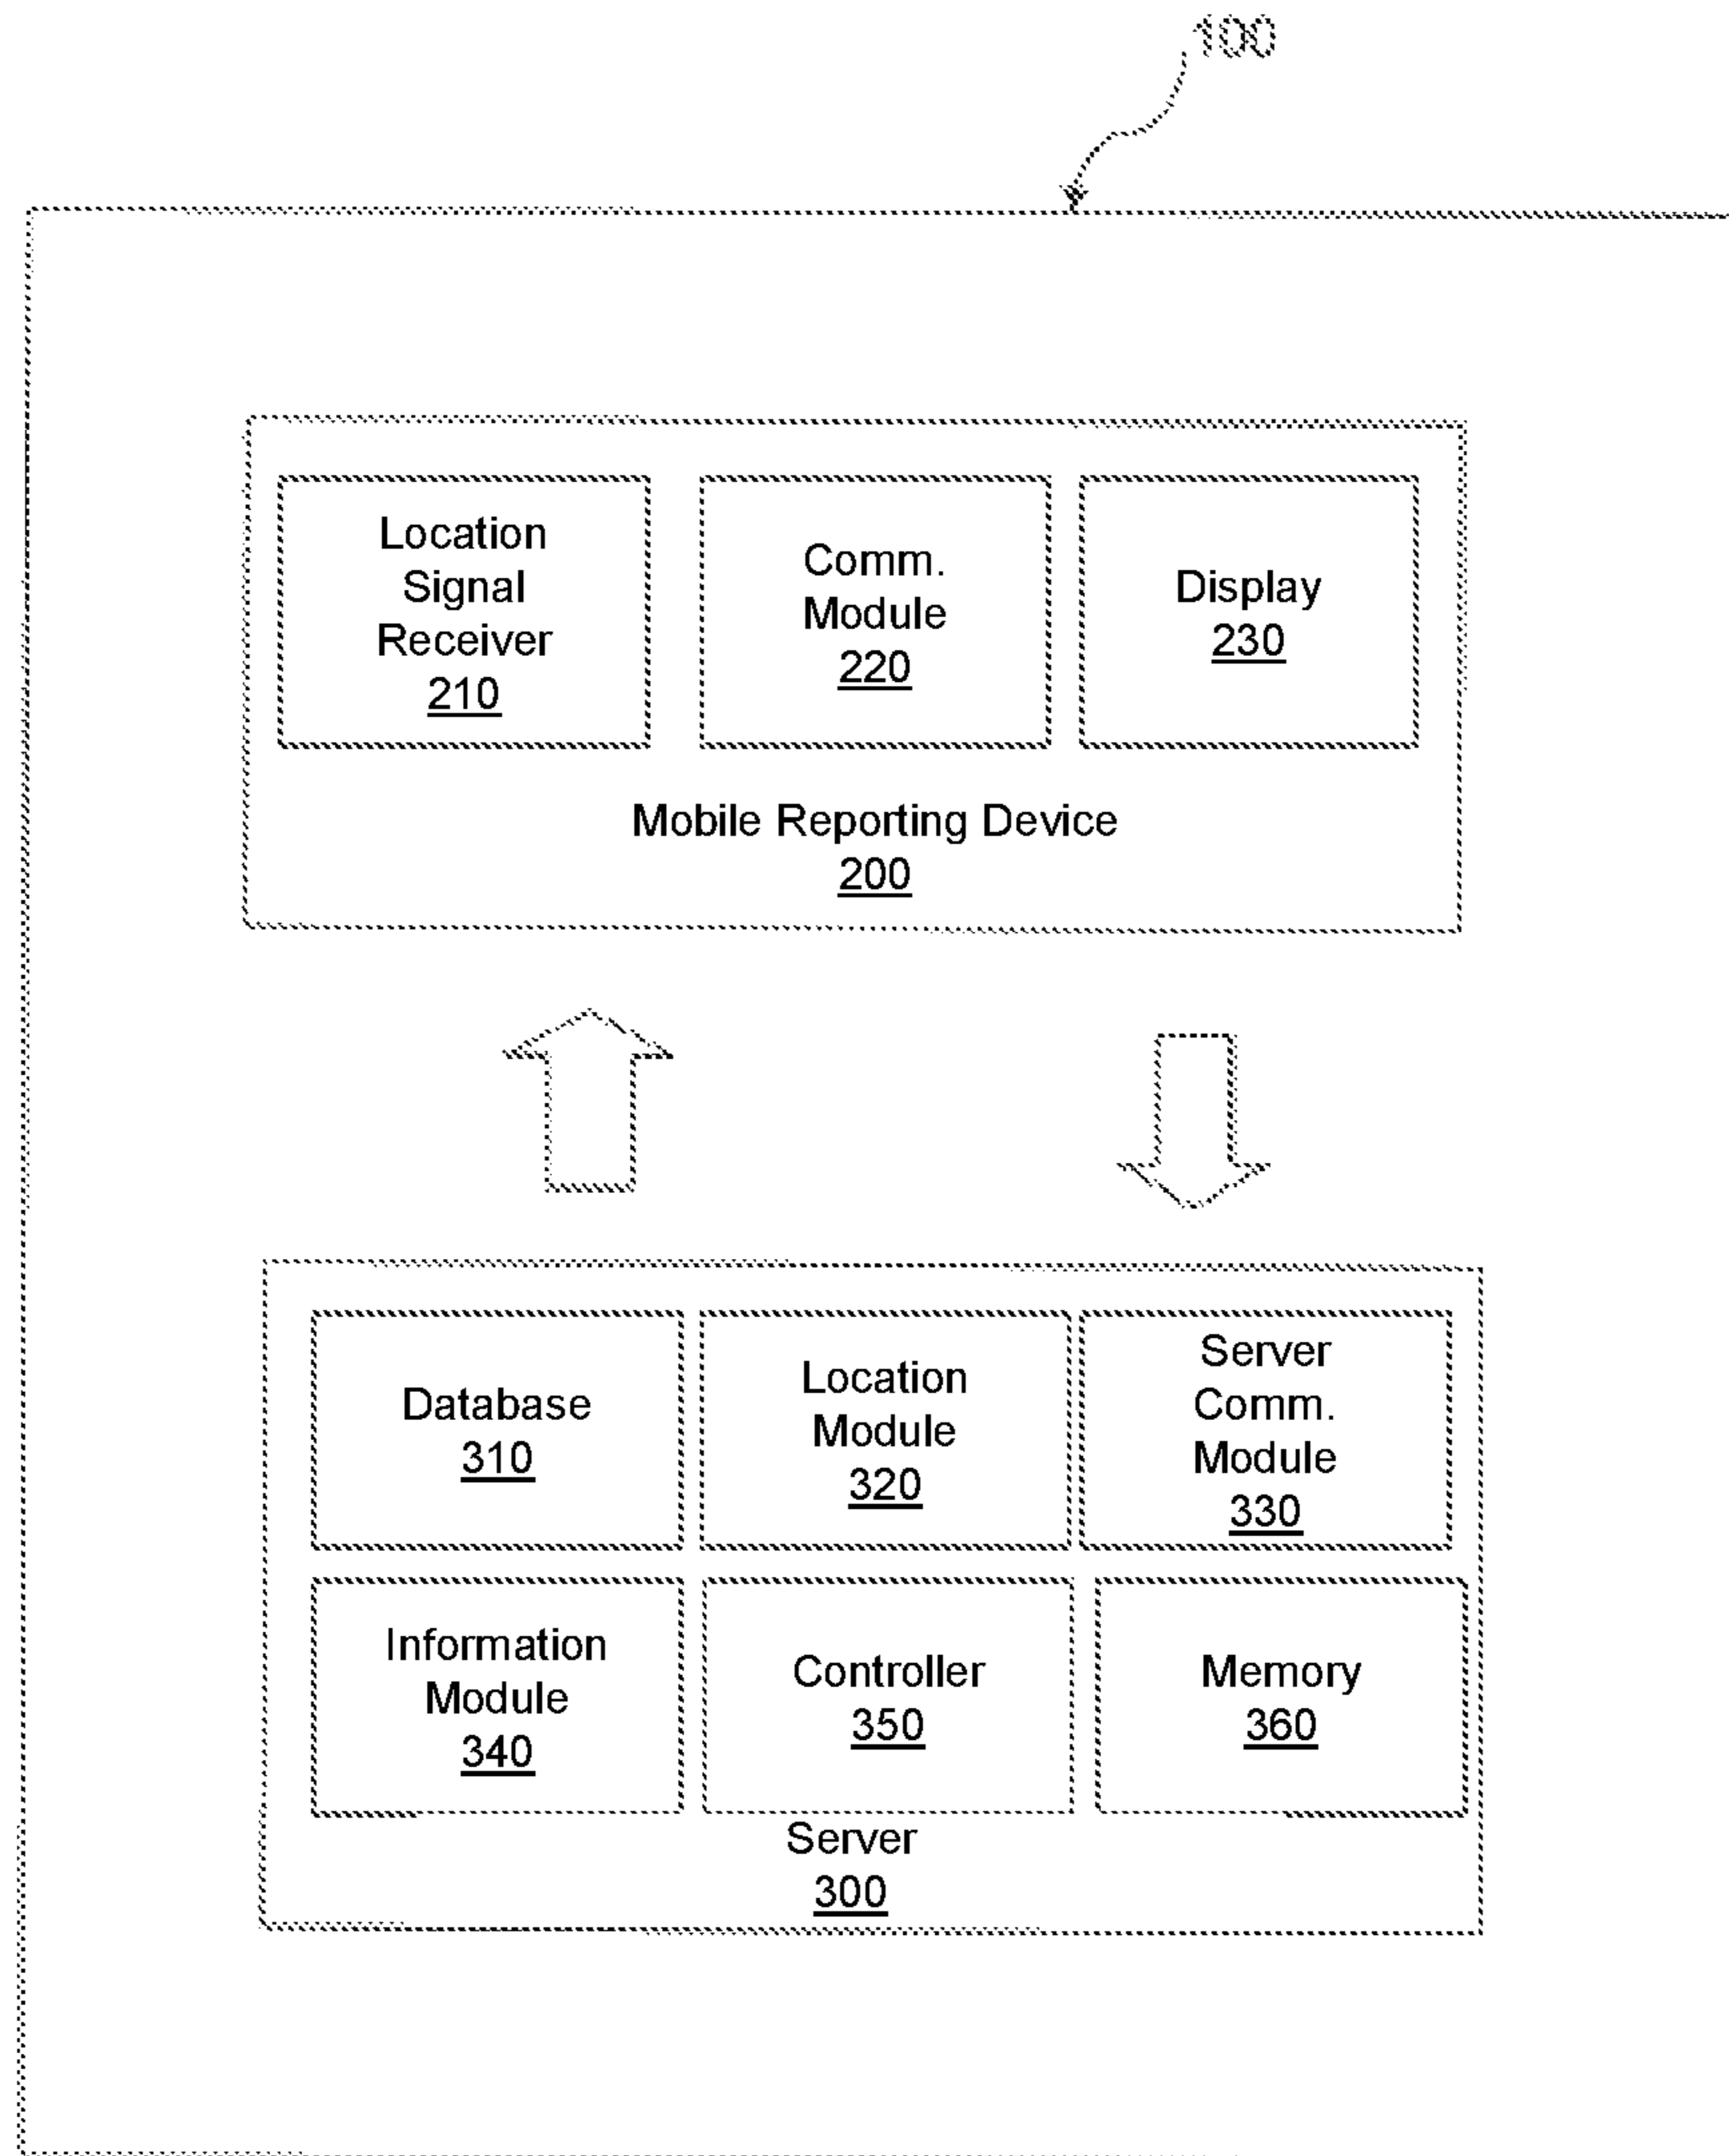 100
Location
Signal
Receiver
210
Comm.
Module
220
Display
230
Mobile Reporting Device
200
Database
310
Location
Module
320
Server
Comm.
Module
330
Information
Module
340
Controller
350
Memory
360
Server
300